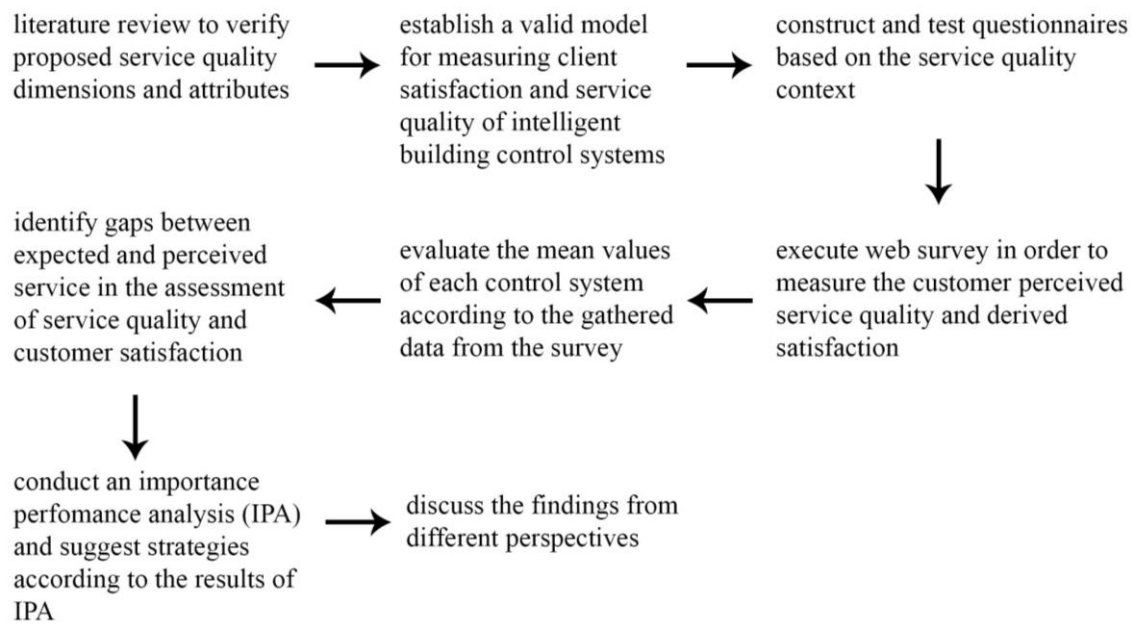 literature review to verify
proposed service quality
dimensions and attributes
establish a valid model
for measuring client
satisfaction and service
quality of intelligent
building control systems
construct and test questionnaires
based on the service quality
context
execute web survey in order to
measure the customer perceived
service quality and derived
satisfaction
evaluate the mean values
of each control system
according to the gathered
data from the survey
identify gaps between
expected and perceived
service in the assessment
of service quality and
customer satisfaction
conduct an importance
perfomance analysis (IPA)
and suggest strategies
according to the results of
IPA
discuss the findings from
different perspectives